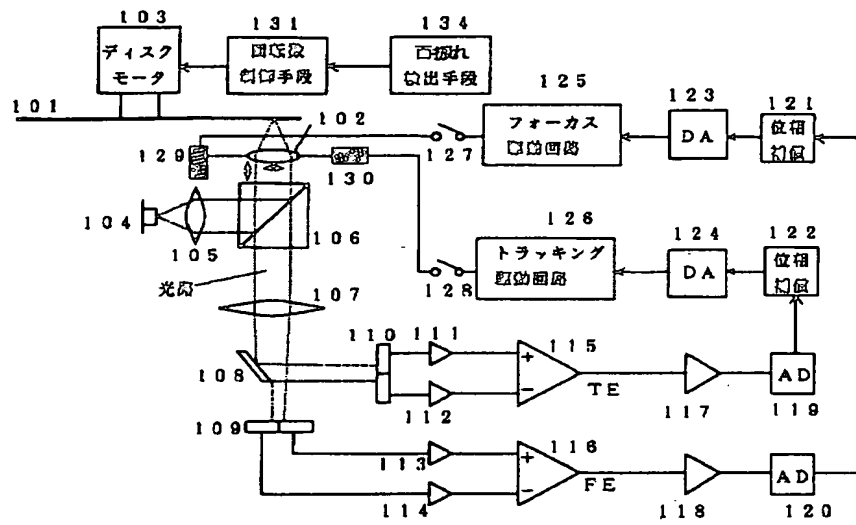 103
131
134
ディスク
モータ
回転数
制御手段
面振れ
検出手段
101
102
125
123
121
フォーカス
駆動回路
DA
位相
補償
129
127
130
104
105
106
126
124
122
トラッキング
駆動回路
DA
位相
補償
128
光路
107
110
111
115
108
112
TE
117
AD
119
109
113
116
114
FE
118
AD
120